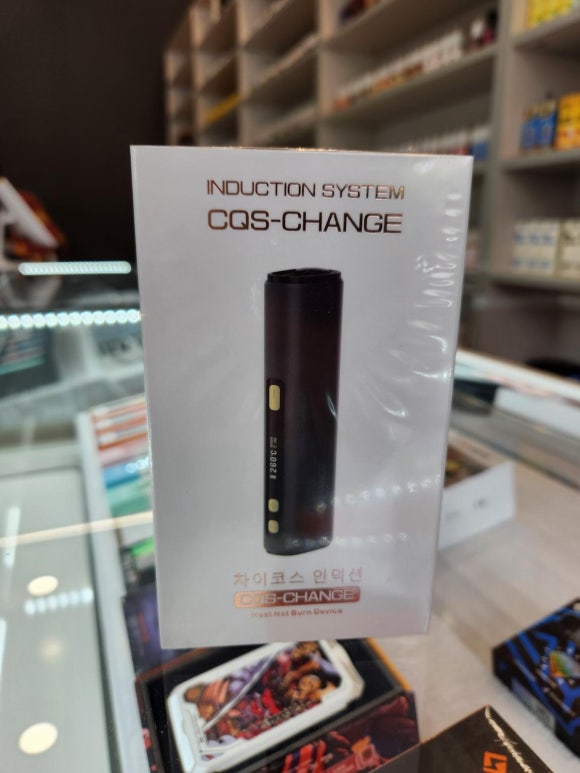 INDUCTION SYSTEM
CQS-CHANGE
260°C
차이코스 인덕션
CQS-CHANGE
Heat Not Burn Device